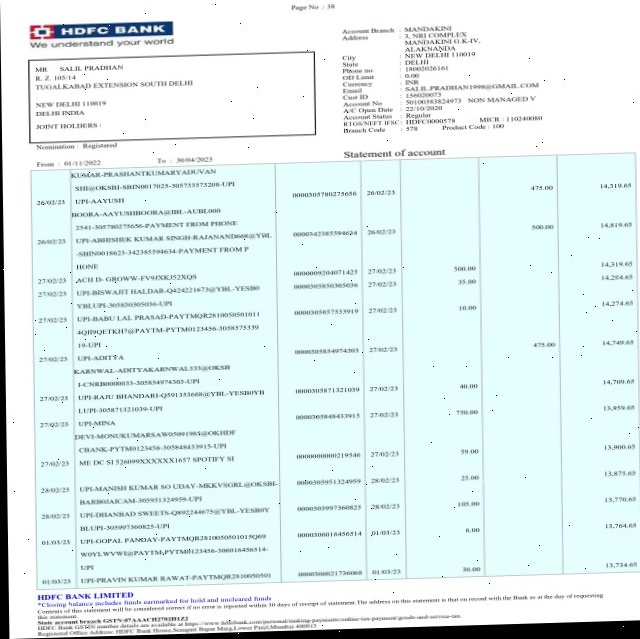 Page No : 38
HDFC BANK
We understand your world
MR SALIL PRADHAN
R. Z. 105/14
TUGALKABAD EXTENSION SOUTH DELHI
NEW DELHI 110019
DELHI INDIA
JOINT HOLDERS :
Account Branch : MANDAKINI
Address : 3, NRI COMPLEX
MANDAKINI G.K-IV,
ALAKNANDA
City : NEW DELHI 110019
State : DELHI
Phone no. : 18002026161
OD Limit : 0.00
Currency : INR
Email : SALIL.PRADHAN1998@GMAIL.COM
Cust ID : 156020073
Account No : 50100583824973 NON MANAGED V
A/C Open Date : 22/10/2020
Account Status : Regular
RTGS/NEFT IFSC: HDFC0000578 MICR : 110240080
Branch Code : 578 Product Code : 100
Nomination : Registered
Statement of account
From : 01/11/2022 To : 30/04/2023
KUMAR-PRASHANTKUMARYADUVAN
SHI@OKSBI-SBIN0017025-305733573208-UPI
26/02/23 UPI-AAYUSH 0000305780275656 26/02/23 475.00 14,319.65
BOORA-AAYUSHBOORA@IBL-AUBL000
2541-305780275656-PAYMENT FROM PHONE
26/02/23 UPI-ABHISHEK KUMAR SINGH-RAJANAND668@YBL 0000342385594634 26/02/23 500.00 14,819.65
-SBIN0018623-342385594634-PAYMENT FROM P
HONE
27/02/23 ACH D- GROWW-FV9JXKJ52XQS 0000009204071425 27/02/23 500.00 14,319.65
27/02/23 UPI-BISWAJIT HALDAR-Q424221673@YBL-YESB0 0000305850305036 27/02/23 35.00 14,284.65
YBLUPI-305850305036-UPI
27/02/23 UPI-BABU LAL PRASAD-PAYTMQR2810050501011 0000305857533919 27/02/23 10.00 14,274.65
4QII9QETKH7@PAYTM-PYTM0123456-3058575339
19-UPI
27/02/23 UPI-ADITYA 0000305854974303 27/02/23 475.00 14,749.65
KARNWAL-ADITYAKARNWAL333@OKSB
I-CNRB0000033-305854974303-UPI
27/02/23 UPI-RAJU BHANDARI-Q591353668@YBL-YESB0YB 0000305871321039 27/02/23 40.00 14,709.65
LUPI-305871321039-UPI
27/02/23 UPI-MINA 0000305848433915 27/02/23 750.00 13,959.65
DEVI-MONUKUMARSAW05091985@OKHDF
CBANK-PYTM0123456-305848433915-UPI
27/02/23 ME DC SI 526099XXXXXX1657 SPOTIFY SI 0000000000219546 27/02/23 59.00 13,900.65
28/02/23 UPI-MANISH KUMAR SO UDAY-MKKVSGRL@OKSBI- 0000305951324959 28/02/23 25.00 13,875.65
BARB0JAICAM-305951324959-UPI
28/02/23 UPI-DHANBAD SWEETS-Q892244675@YBL-YESB0Y 0000305997360825 28/02/23 105.00 13,770.65
BLUPI-305997360825-UPI
01/03/23 UPI-GOPAL PANDAY-PAYTMQR2810050501015Q69 0000306016456514 01/03/23 6.00 13,764.65
W0YLWVWI@PAYTM-PYTM0123456-306016456514-
UPI
01/03/23 UPI-PRAVIN KUMAR RAWAT-PAYTMQR281005050 0000306021736068 01/03/23 30.00 13,734.65
HDFC BANK LIMITED
*Closing balance includes funds earmarked for hold and uncleared funds
Contents of this statement will be considered correct if no error is reported within 30 days of receipt of statement.The address on this statement is that on record with the Bank as at the day of requesting
this statement.
State account branch GSTN:07AAACH2702H1Z2
HDFC Bank GSTIN number details are available at https://www.hdfcbank.com/personal/making-payments/online-tax-payment/goods-and-service-tax.
Registered Office Address: HDFC Bank House,Senapati Bapat Marg,Lower Parel,Mumbai 400013